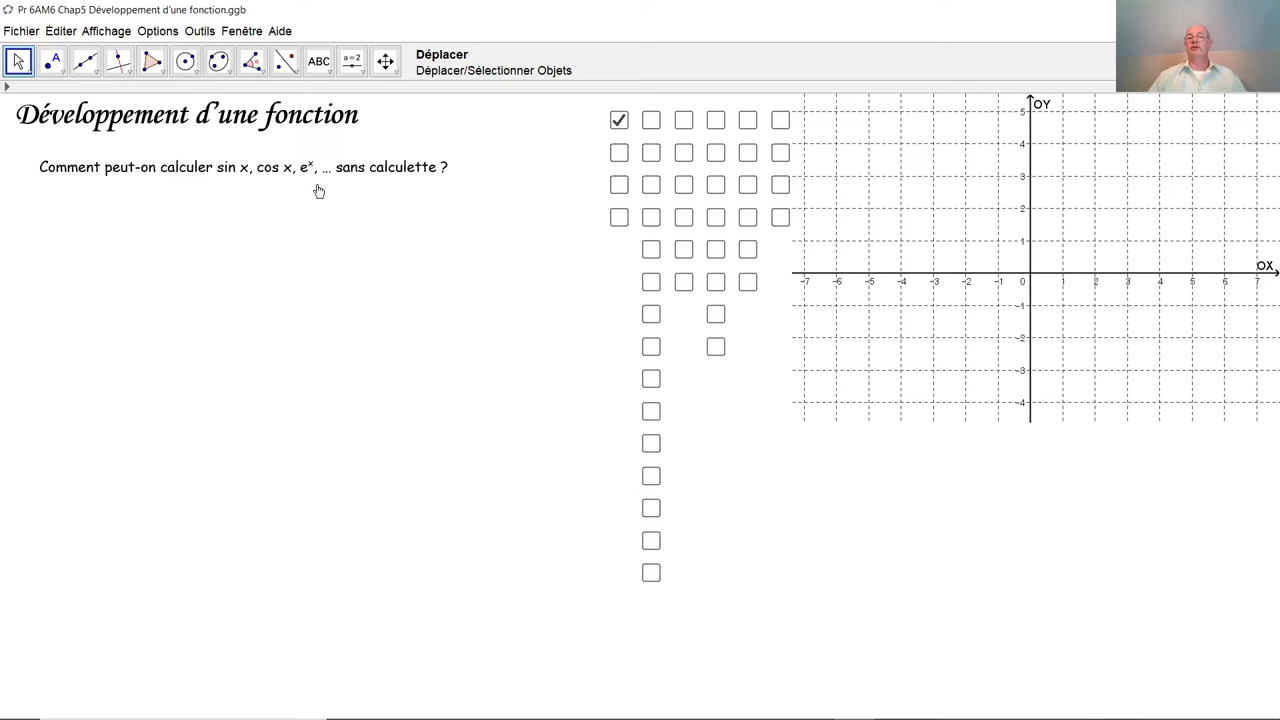 Pr 6AM6 Chap5 Développement d'une fonction.ggb
Fichier Éditer Affichage Options Outils Fenêtre Aide
A ABC a=2
Déplacer
Déplacer/Sélectionner Objets
Développement d'une fonction
Comment peut-on calculer sin x, cos x, eˣ, ... sans calculette ?
OY
5
4
3
2
1
OX
-7 -6 -5 -4 -3 -2 -1 0 1 2 3 4 5 6 7
-1
-2
-3
-4